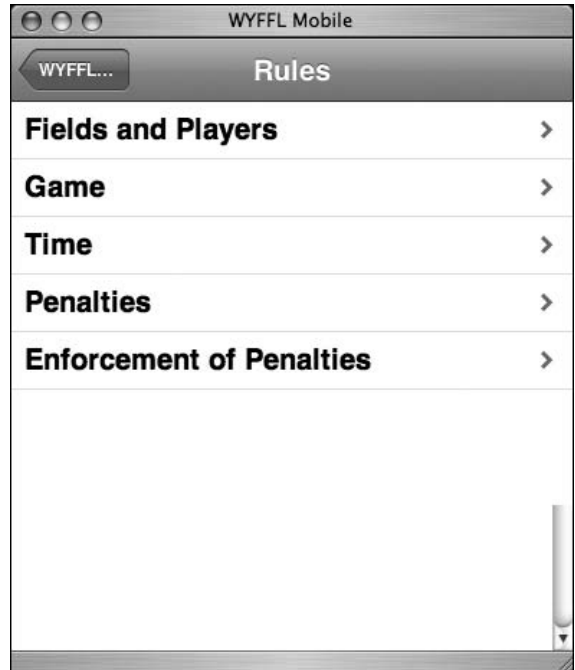 WYFFL Mobile
WYFFL...
Rules
Fields and Players
Game
Time
Penalties
Enforcement of Penalties